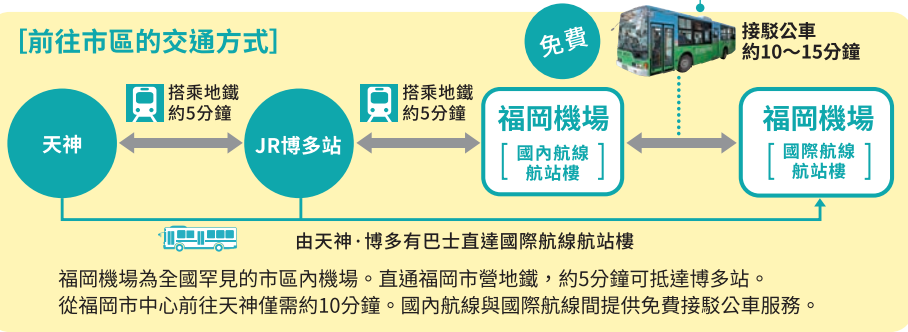 [前往市區的交通方式]
免費
接駁公車
約10～15分鐘
搭乘地鐵
約5分鐘
搭乘地鐵
約5分鐘
天神
JR博多站
福岡機場
[國內航線
航站樓]
福岡機場
[國際航線
航站樓]
由天神·博多有巴士直達國際航線航站樓
福岡機場為全國罕見的市區內機場。直通福岡市營地鐵，約5分鐘可抵達博多站。
從福岡市中心前往天神僅需約10分鐘。國內航線與國際航線間提供免費接駁公車服務。